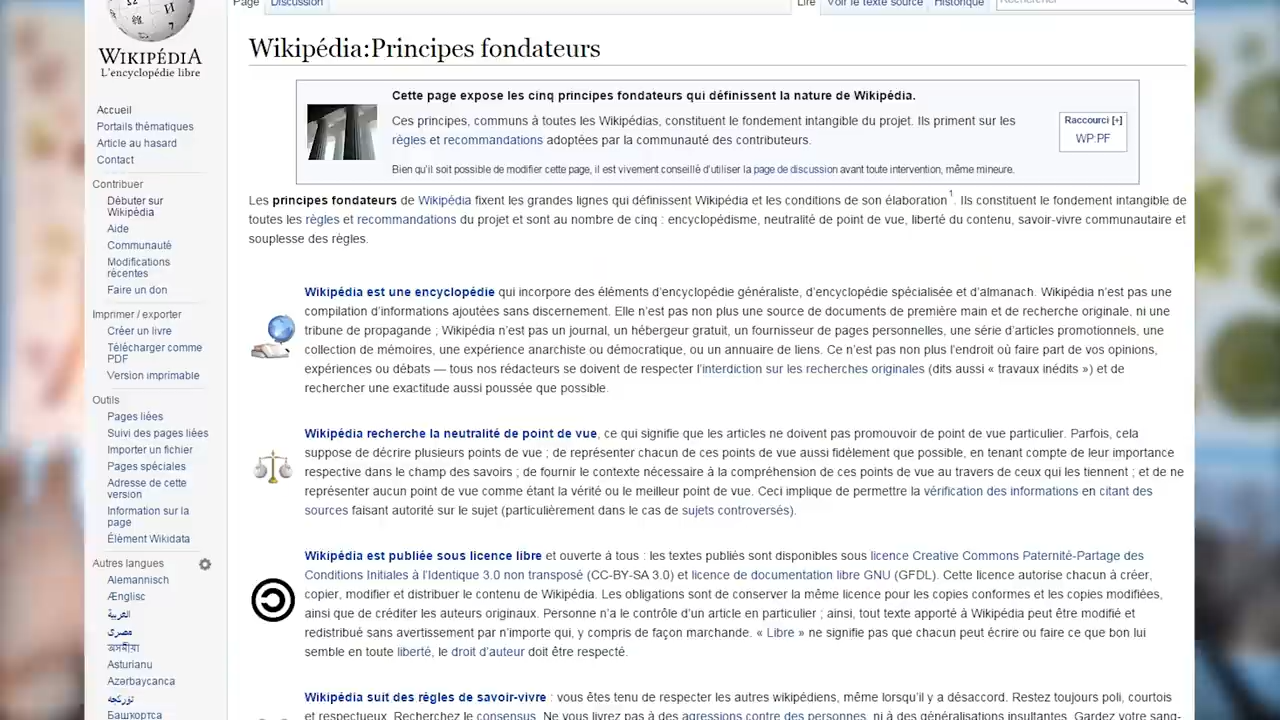 Page
Discussion
Lire
Voir le texte source
Historique
Rechercher
WIKIPÉDIA
L'encyclopédie libre
Accueil
Portails thématiques
Article au hasard
Contact
Contribuer
Débuter sur
Wikipédia
Aide
Communauté
Modifications
récentes
Faire un don
Imprimer / exporter
Créer un livre
Télécharger comme
PDF
Version imprimable
Outils
Pages liées
Suivi des pages liées
Importer un fichier
Pages spéciales
Adresse de cette
version
Information sur la
page
Élément Wikidata
Autres langues
Alemannisch
Ænglisc
العربية
مصرى
অসমীয়া
Asturianu
Azərbaycanca
تۆرکجه
Башҡортса
Wikipédia:Principes fondateurs
Cette page expose les cinq principes fondateurs qui définissent la nature de Wikipédia.
Ces principes, communs à toutes les Wikipédias, constituent le fondement intangible du projet. Ils priment sur les
règles et recommandations adoptées par la communauté des contributeurs.
Bien qu'il soit possible de modifier cette page, il est vivement conseillé d'utiliser la page de discussion avant toute intervention, même mineure.
Raccourci [+]
WP:PF
Les principes fondateurs de Wikipédia fixent les grandes lignes qui définissent Wikipédia et les conditions de son élaboration1. Ils constituent le fondement intangible de
toutes les règles et recommandations du projet et sont au nombre de cinq : encyclopédisme, neutralité de point de vue, liberté du contenu, savoir-vivre communautaire et
souplesse des règles.
Wikipédia est une encyclopédie qui incorpore des éléments d'encyclopédie généraliste, d'encyclopédie spécialisée et d'almanach. Wikipédia n'est pas une
compilation d'informations ajoutées sans discernement. Elle n'est pas non plus une source de documents de première main et de recherche originale, ni une
tribune de propagande ; Wikipédia n'est pas un journal, un hébergeur gratuit, un fournisseur de pages personnelles, une série d'articles promotionnels, une
collection de mémoires, une expérience anarchiste ou démocratique, ou un annuaire de liens. Ce n'est pas non plus l'endroit où faire part de vos opinions,
expériences ou débats — tous nos rédacteurs se doivent de respecter l'interdiction sur les recherches originales (dits aussi « travaux inédits ») et de
rechercher une exactitude aussi poussée que possible.
Wikipédia recherche la neutralité de point de vue, ce qui signifie que les articles ne doivent pas promouvoir de point de vue particulier. Parfois, cela
suppose de décrire plusieurs points de vue ; de représenter chacun de ces points de vue aussi fidèlement que possible, en tenant compte de leur importance
respective dans le champ des savoirs ; de fournir le contexte nécessaire à la compréhension de ces points de vue au travers de ceux qui les tiennent ; et de ne
représenter aucun point de vue comme étant la vérité ou le meilleur point de vue. Ceci implique de permettre la vérification des informations en citant des
sources faisant autorité sur le sujet (particulièrement dans le cas de sujets controversés).
Wikipédia est publiée sous licence libre et ouverte à tous : les textes publiés sont disponibles sous licence Creative Commons Paternité-Partage des
Conditions Initiales à l'Identique 3.0 non transposé (CC-BY-SA 3.0) et licence de documentation libre GNU (GFDL). Cette licence autorise chacun à créer,
copier, modifier et distribuer le contenu de Wikipédia. Les obligations sont de conserver la même licence pour les copies conformes et les copies modifiées,
ainsi que de créditer les auteurs originaux. Personne n'a le contrôle d'un article en particulier ; ainsi, tout texte apporté à Wikipédia peut être modifié et
redistribué sans avertissement par n'importe qui, y compris de façon marchande. « Libre » ne signifie pas que chacun peut écrire ou faire ce que bon lui
semble en toute liberté, le droit d'auteur doit être respecté.
Wikipédia suit des règles de savoir-vivre : vous êtes tenu de respecter les autres wikipédiens, même lorsqu'il y a désaccord. Restez toujours poli, courtois
et respectueux. Recherchez le consensus. Ne vous livrez pas à des agressions contre des personnes, ni à des généralisations insultantes. Gardez votre sang-